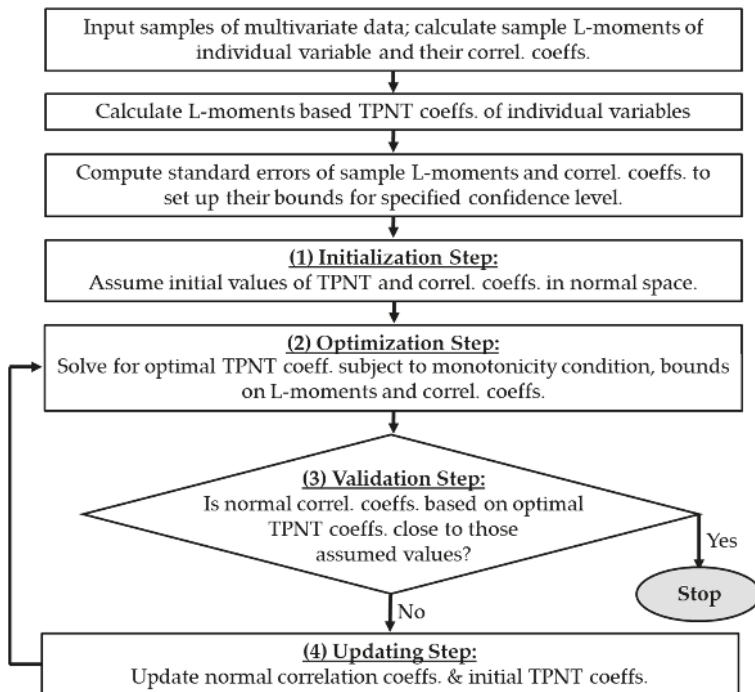 Input samples of multivariate data; calculate sample L-moments of
individual variable and their correl. coeffs.
Calculate L-moments based TPNT coeffs. of individual variables
Compute standard errors of sample L-moments and correl. coeffs. to
set up their bounds for specified confidence level.
(1) Initialization Step:
Assume initial values of TPNT and correl. coeffs. in normal space.
(2) Optimization Step:
Solve for optimal TPNT coeff. subject to monotonicity condition, bounds
on L-moments and correl. coeffs.
(3) Validation Step:
Is normal correl. coeffs. based on optimal
TPNT coeffs. close to those
assumed values?
Yes
Stop
No
(4) Updating Step:
Update normal correlation coeffs. & initial TPNT coeffs.